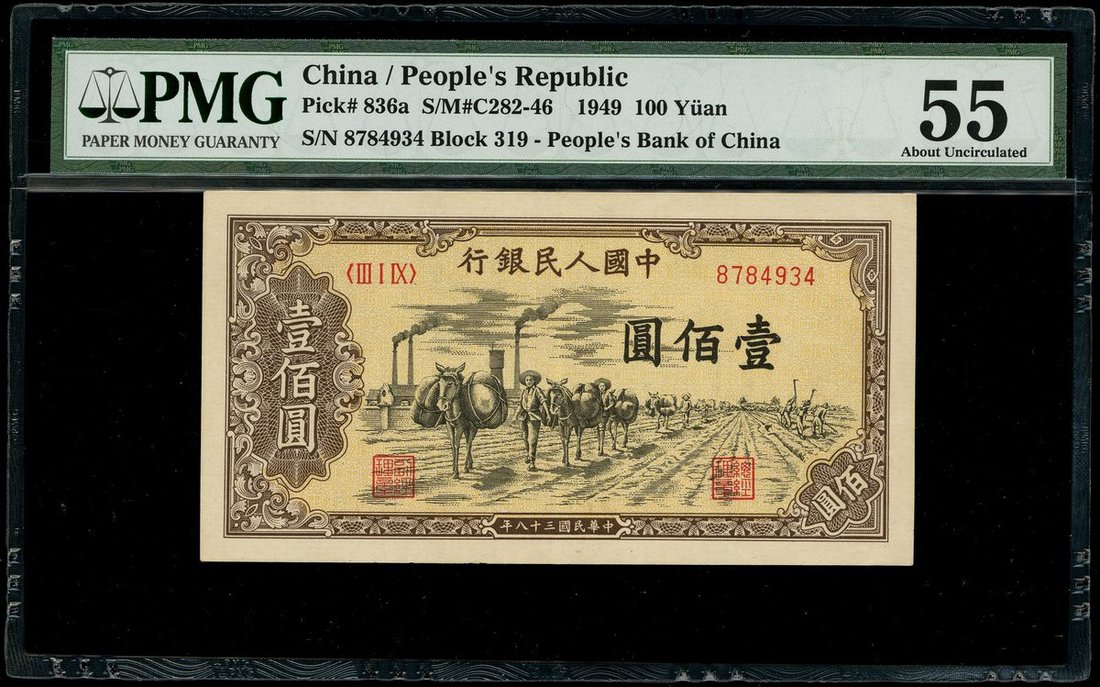 PMG
PAPER MONEY GUARANTY
China / People's Republic
Pick# 836a S/M#C282-46 1949 100 Yüan
S/N 8784934 Block 319 - People's Bank of China
55
About Uncirculated
行銀民人國中
〈III I IX〉
8784934
圓佰壹
壹佰圓
佰圓
年八十三國民華中